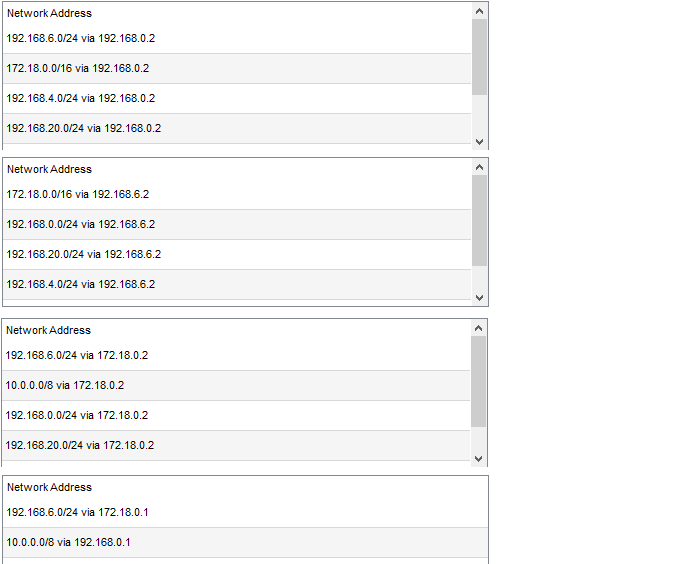 Network Address
192.168.6.0/24 via 192.168.0.2
172.18.0.0/16 via 192.168.0.2
192.168.4.0/24 via 192.168.0.2
192.168.20.0/24 via 192.168.0.2
Network Address
172.18.0.0/16 via 192.168.6.2
192.168.0.0/24 via 192.168.6.2
192.168.20.0/24 via 192.168.6.2
192.168.4.0/24 via 192.168.6.2
Network Address
192.168.6.0/24 via 172.18.0.2
10.0.0.0/8 via 172.18.0.2
192.168.0.0/24 via 172.18.0.2
192.168.20.0/24 via 172.18.0.2
Network Address
192.168.6.0/24 via 172.18.0.1
10.0.0.0/8 via 192.168.0.1